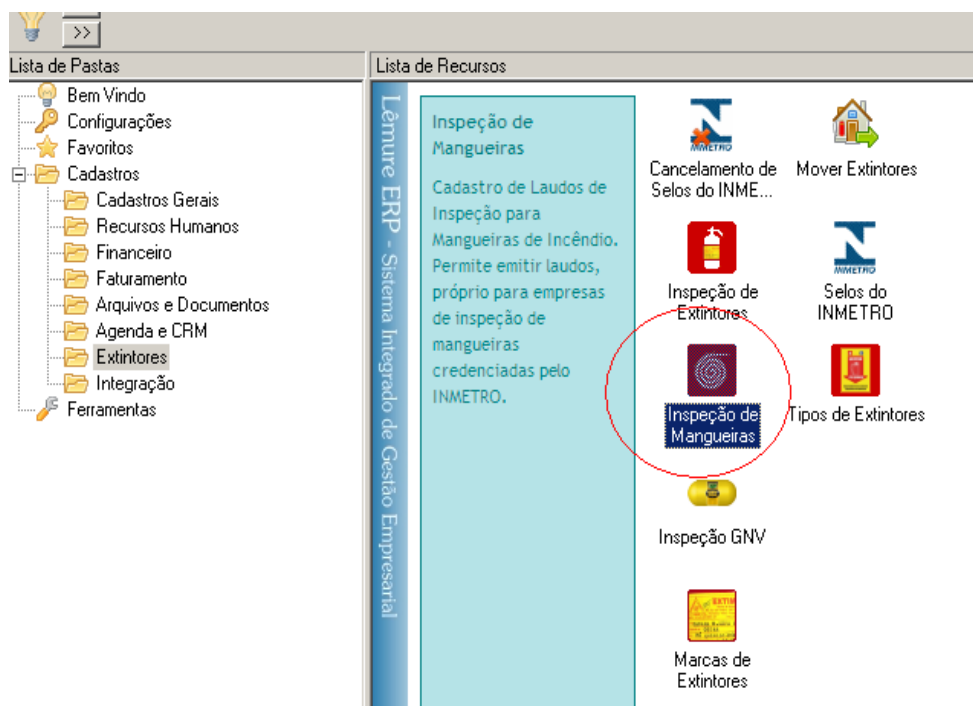 >>
Lista de Pastas
Bem Vindo
Configurações
Favoritos
Cadastros
Cadastros Gerais
Recursos Humanos
Financeiro
Faturamento
Arquivos e Documentos
Agenda e CRM
Extintores
Integração
Ferramentas
Lista de Recursos
Lêmure ERP - Sistema Integrado de Gestão Empresarial
Inspeção de
Mangueiras
Cadastro de Laudos de
Inspeção para
Mangueiras de Incêndio.
Permite emitir laudos,
próprio para empresas
de inspeção de
mangueiras
credenciadas pelo
INMETRO.
Cancelamento de
Selos do INME...
Mover Extintores
Inspeção de
Extintores
INMETRO
Selos do
INMETRO
Inspeção de
Mangueiras
Tipos de Extintores
Inspeção GNV
Marcas de
Extintores